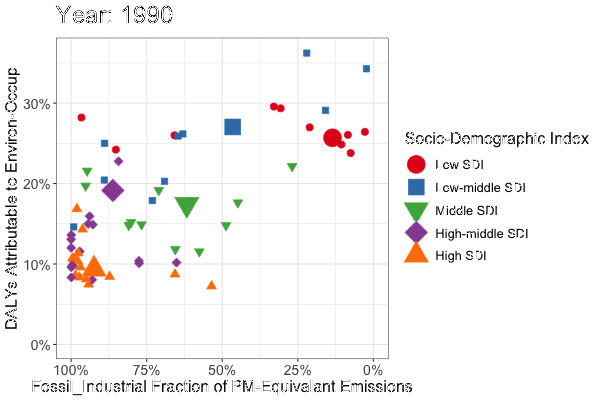 Year: 1990
DALYs Attributable to Environ-Occup
30%
20%
10%
0%
100%
75%
50%
25%
0%
Fossil_Industrial Fraction of PM-Equivalant Emissions
Socio-Demographic Index
Low SDI
Low-middle SDI
Middle SDI
High-middle SDI
High SDI